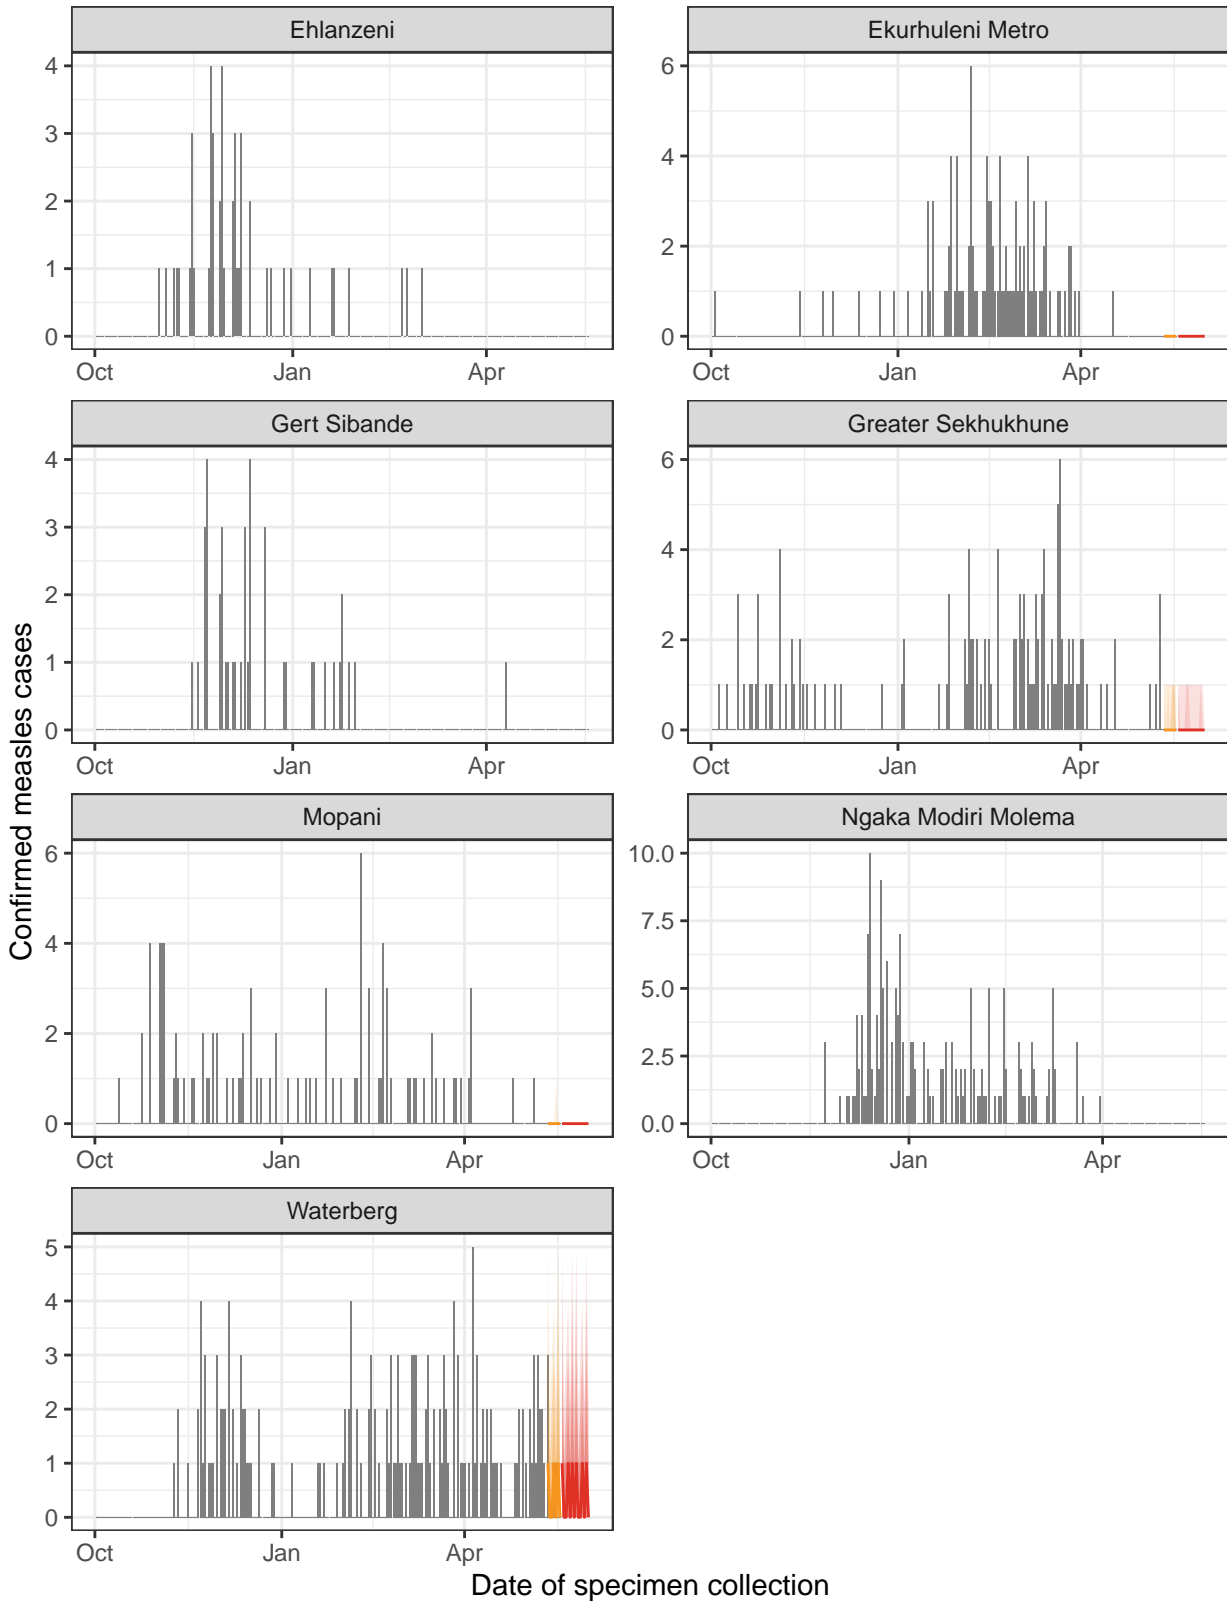 Ehlanzeni
Ekurhuleni Metro
4
3
2
1
0
Oct
Jan
Apr
6
4
2
0
Oct
Jan
Apr
Gert Sibande
Greater Sekhukhune
4
3
2
1
0
Oct
Jan
Apr
6
4
2
0
Oct
Jan
Apr
Confirmed measles cases
Mopani
Ngaka Modiri Molema
6
4
2
0
Oct
Jan
Apr
10.0
7.5
5.0
2.5
0.0
Oct
Jan
Apr
Waterberg
5
4
3
2
1
0
Oct
Jan
Apr
Date of specimen collection